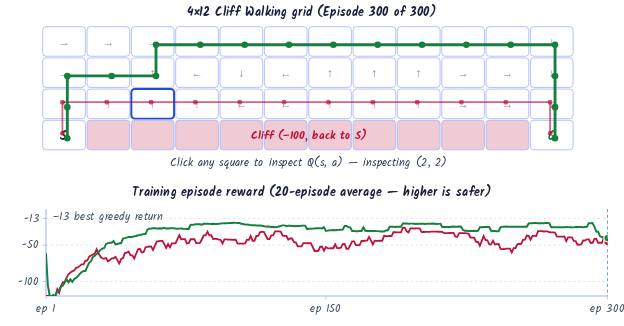 4x12 Cliff Walking grid (Episode 300 of 300)
S
Cliff (-100, back to S)
Click any square to inspect Q(s, a) — inspecting (2, 2)
Training episode reward (20-episode average — higher is safer)
-13
-13 best greedy return
-50
-100
ep 1
ep 150
ep 300